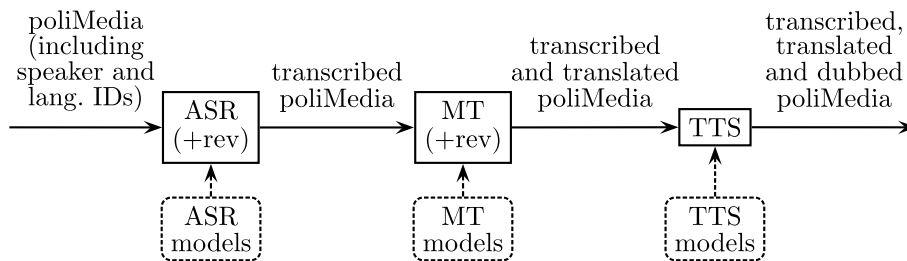 poliMedia
(including
speaker and
lang. IDs)
ASR
(+rev)
ASR
models
transcribed
poliMedia
MT
(+rev)
MT
models
transcribed
and translated
poliMedia
TTS
TTS
models
transcribed,
translated
and dubbed
poliMedia